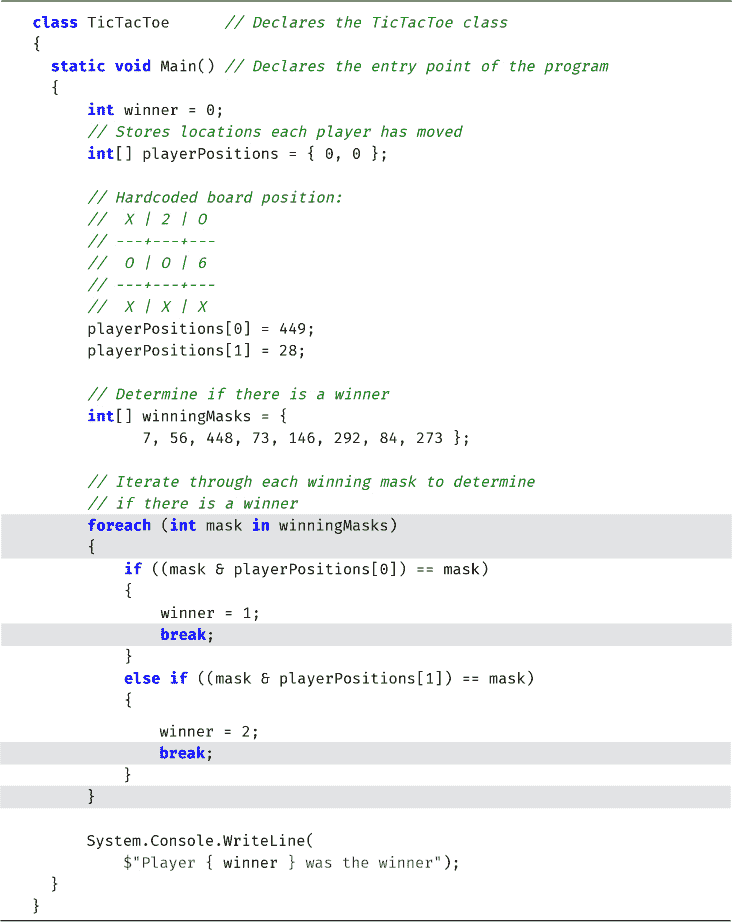 class TicTacToe      // Declares the TicTacToe class
{
  static void Main() // Declares the entry point of the program
  {
      int winner = 0;
      // Stores locations each player has moved
      int[] playerPositions = { 0, 0 };
      // Hardcoded board position:
      //  X | 2 | O
      // ---+---+---
      //  O | O | 6
      // ---+---+---
      //  X | X | X
      playerPositions[0] = 449;
      playerPositions[1] = 28;
      // Determine if there is a winner
      int[] winningMasks = {
            7, 56, 448, 73, 146, 292, 84, 273 };
      // Iterate through each winning mask to determine
      // if there is a winner
      foreach (int mask in winningMasks)
      {
          if ((mask & playerPositions[0]) == mask)
          {
              winner = 1;
              break;
          }
          else if ((mask & playerPositions[1]) == mask)
          {
              winner = 2;
              break;
          }
      }
      System.Console.WriteLine(
          $"Player { winner } was the winner");
  }
}